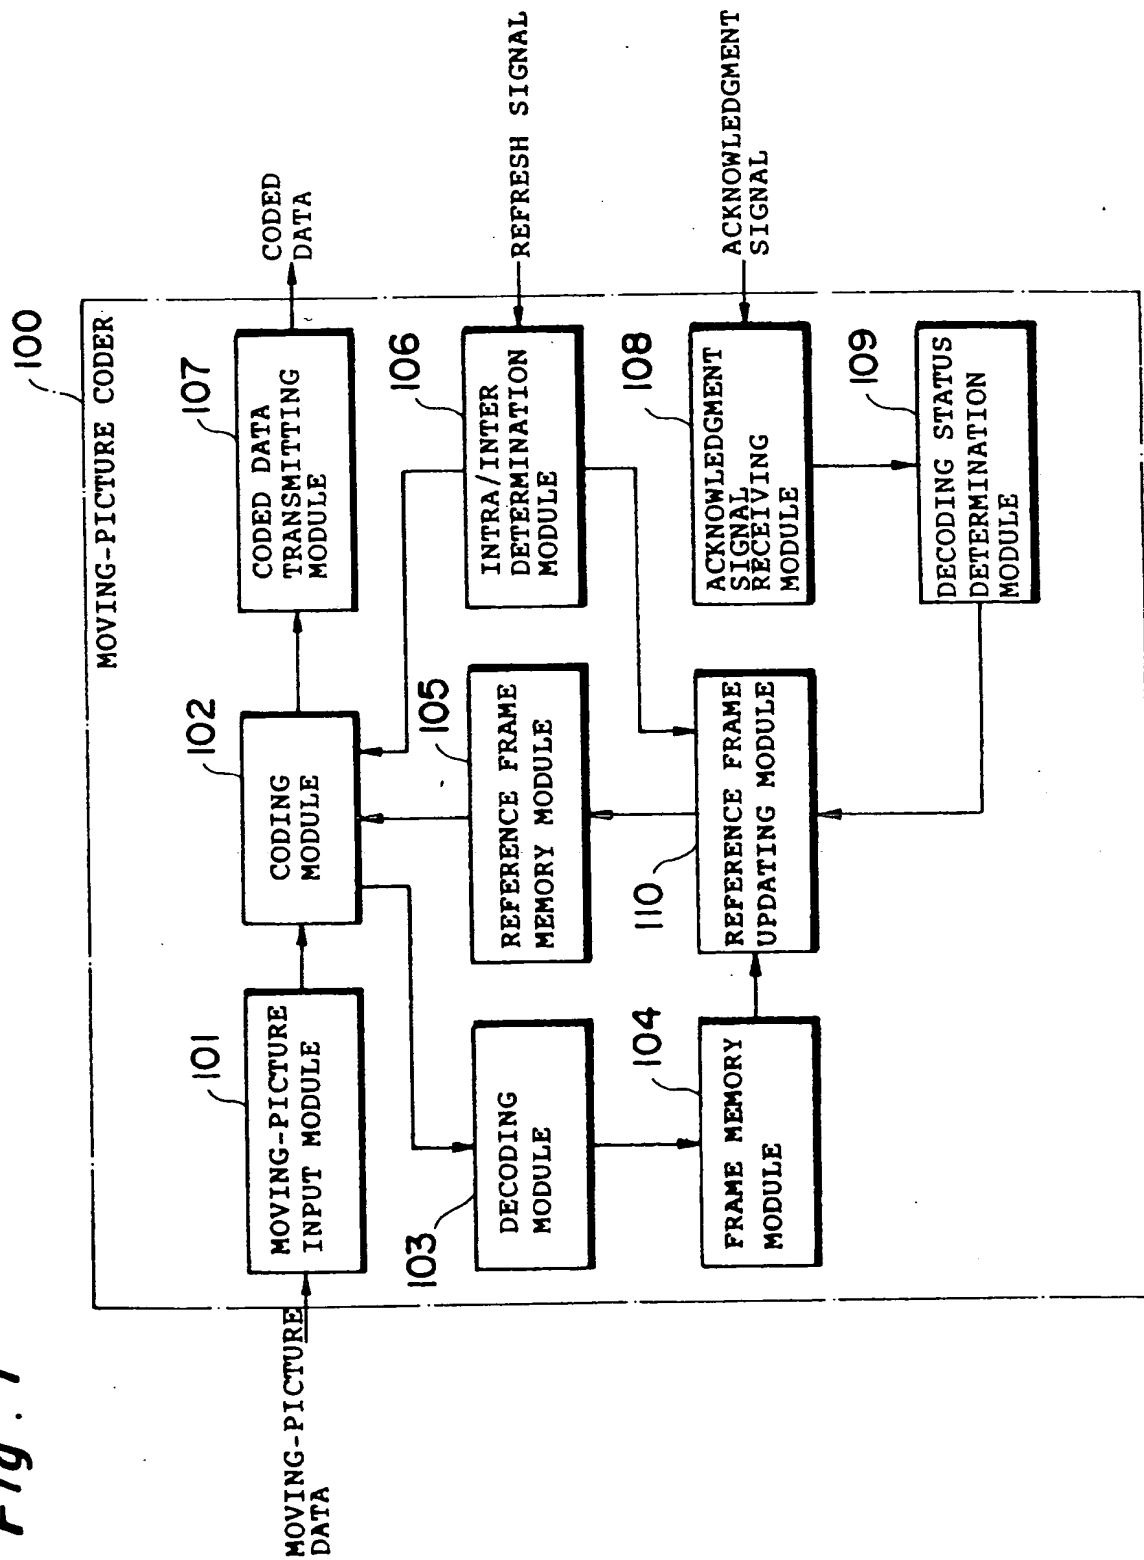 Fig. 1
100
MOVING-PICTURE CODER
MOVING-PICTURE
DATA
101
MOVING-PICTURE
INPUT MODULE
102
CODING
MODULE
107
CODED DATA
TRANSMITTING
MODULE
CODED
DATA
103
DECODING
MODULE
105
REFERENCE FRAME
MEMORY MODULE
106
INTRA/INTER
DETERMINATION
MODULE
REFRESH SIGNAL
104
FRAME MEMORY
MODULE
110
REFERENCE FRAME
UPDATING MODULE
108
ACKNOWLEDGMENT
SIGNAL
RECEIVING
MODULE
ACKNOWLEDGMENT
SIGNAL
109
DECODING STATUS
DETERMINATION
MODULE